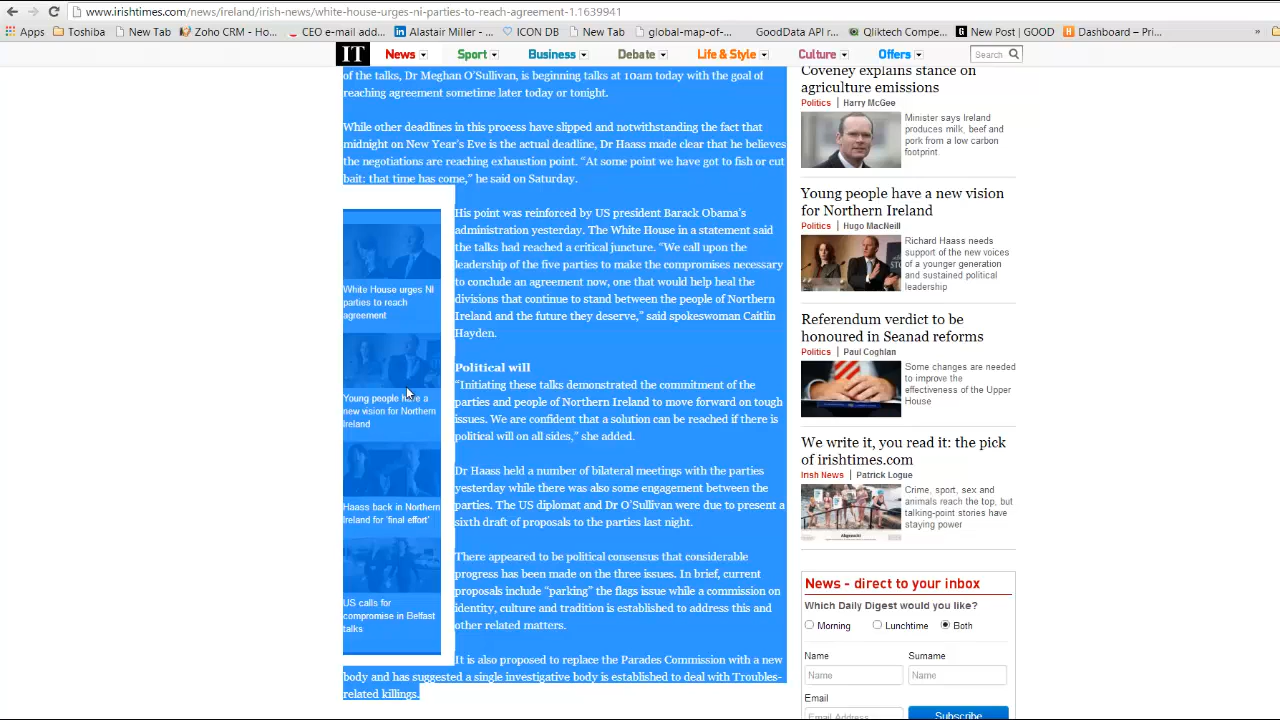 www.irishtimes.com/news/ireland/irish-news/white-house-urges-ni-parties-to-reach-agreement-1.1639941
Apps Toshiba New Tab Zoho CRM - Ho... CEO e-mail add... Alastair Miller - ... ICON DB New Tab global-map-of-... GoodData API r... Qliktech Compe... New Post | GOOD Dashboard – Pri... »
IT News Sport Business Debate Life & Style Culture Offers Search
of the talks, Dr Meghan O'Sullivan, is beginning talks at 10am today with the goal of
reaching agreement sometime later today or tonight.
While other deadlines in this process have slipped and notwithstanding the fact that
midnight on New Year's Eve is the actual deadline, Dr Haass made clear that he believes
the negotiations are reaching exhaustion point. “At some point we have got to fish or cut
bait: that time has come,” he said on Saturday.
White House urges NI
parties to reach
agreement
Young people have a
new vision for Northern
Ireland
Haass back in Northern
Ireland for 'final effort'
US calls for
compromise in Belfast
talks
His point was reinforced by US president Barack Obama's
administration yesterday. The White House in a statement said
the talks had reached a critical juncture. “We call upon the
leadership of the five parties to make the compromises necessary
to conclude an agreement now, one that would help heal the
divisions that continue to stand between the people of Northern
Ireland and the future they deserve,” said spokeswoman Caitlin
Hayden.
Political will
“Initiating these talks demonstrated the commitment of the
parties and people of Northern Ireland to move forward on tough
issues. We are confident that a solution can be reached if there is
political will on all sides,” she added.
Dr Haass held a number of bilateral meetings with the parties
yesterday while there was also some engagement between the
parties. The US diplomat and Dr O'Sullivan were due to present a
sixth draft of proposals to the parties last night.
There appeared to be political consensus that considerable
progress has been made on the three issues. In brief, current
proposals include “parking” the flags issue while a commission on
identity, culture and tradition is established to address this and
other related matters.
It is also proposed to replace the Parades Commission with a new
body and has suggested a single investigative body is established to deal with Troubles-
related killings.
Coveney explains stance on
agriculture emissions
Politics | Harry McGee
Minister says Ireland
produces milk, beef and
pork from a low carbon
footprint.
Young people have a new vision
for Northern Ireland
Politics | Hugo MacNeill
Richard Haass needs
support of the new voices
of a younger generation
and sustained political
leadership
Referendum verdict to be
honoured in Seanad reforms
Politics | Paul Coghlan
Some changes are needed
to improve the
effectiveness of the Upper
House
We write it, you read it: the pick
of irishtimes.com
Irish News | Patrick Logue
Crime, sport, sex and
animals reach the top, but
talking-point stories have
staying power
News - direct to your inbox
Which Daily Digest would you like?
Morning Lunchtime Both
Name Surname
Name Name
Email
Email Address Subscribe